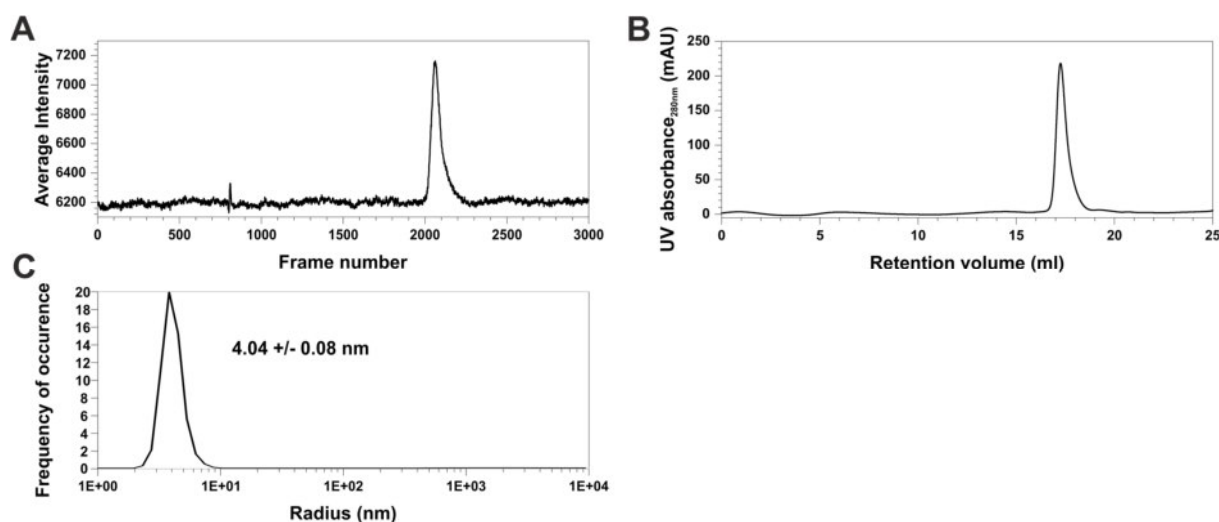 A
Average Intensity
7200
7000
6800
6600
6400
6200
0 500 1000 1500 2000 2500 3000
Frame number
B
UV absorbance280nm (mAU)
250
200
150
100
50
0
0 5 10 15 20 25
Retention volume (ml)
C
Frequency of occurence
20
18
16
14
12
10
8
6
4
2
0
4.04 +/- 0.08 nm
1E+00 1E+01 1E+02 1E+03 1E+04
Radius (nm)